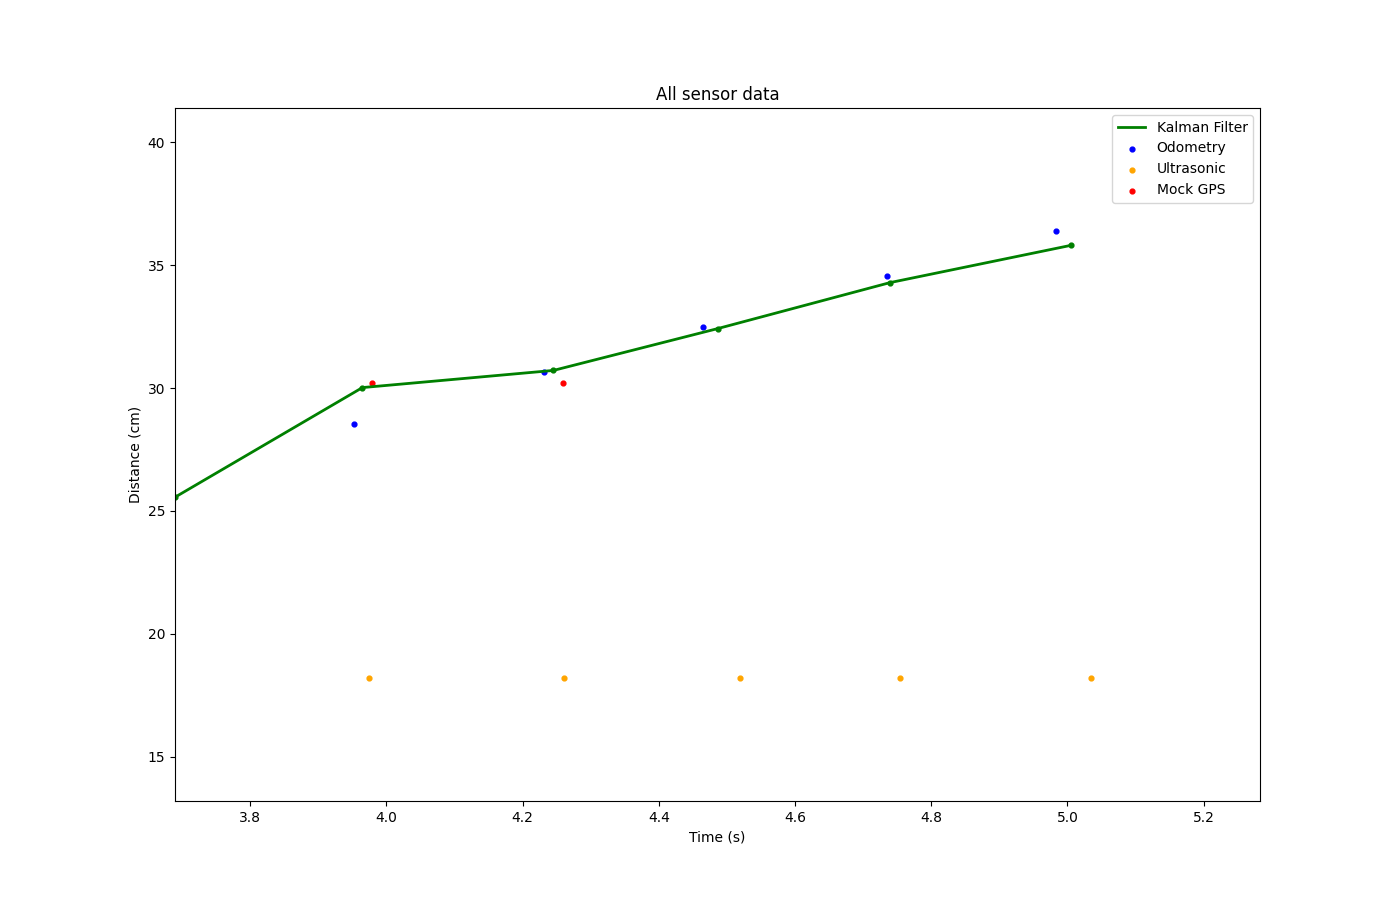 All sensor data
Kalman Filter
Odometry
Ultrasonic
Mock GPS
40
35
30
25
20
15
Distance (cm)
3.8 4.0 4.2 4.4 4.6 4.8 5.0 5.2
Time (s)